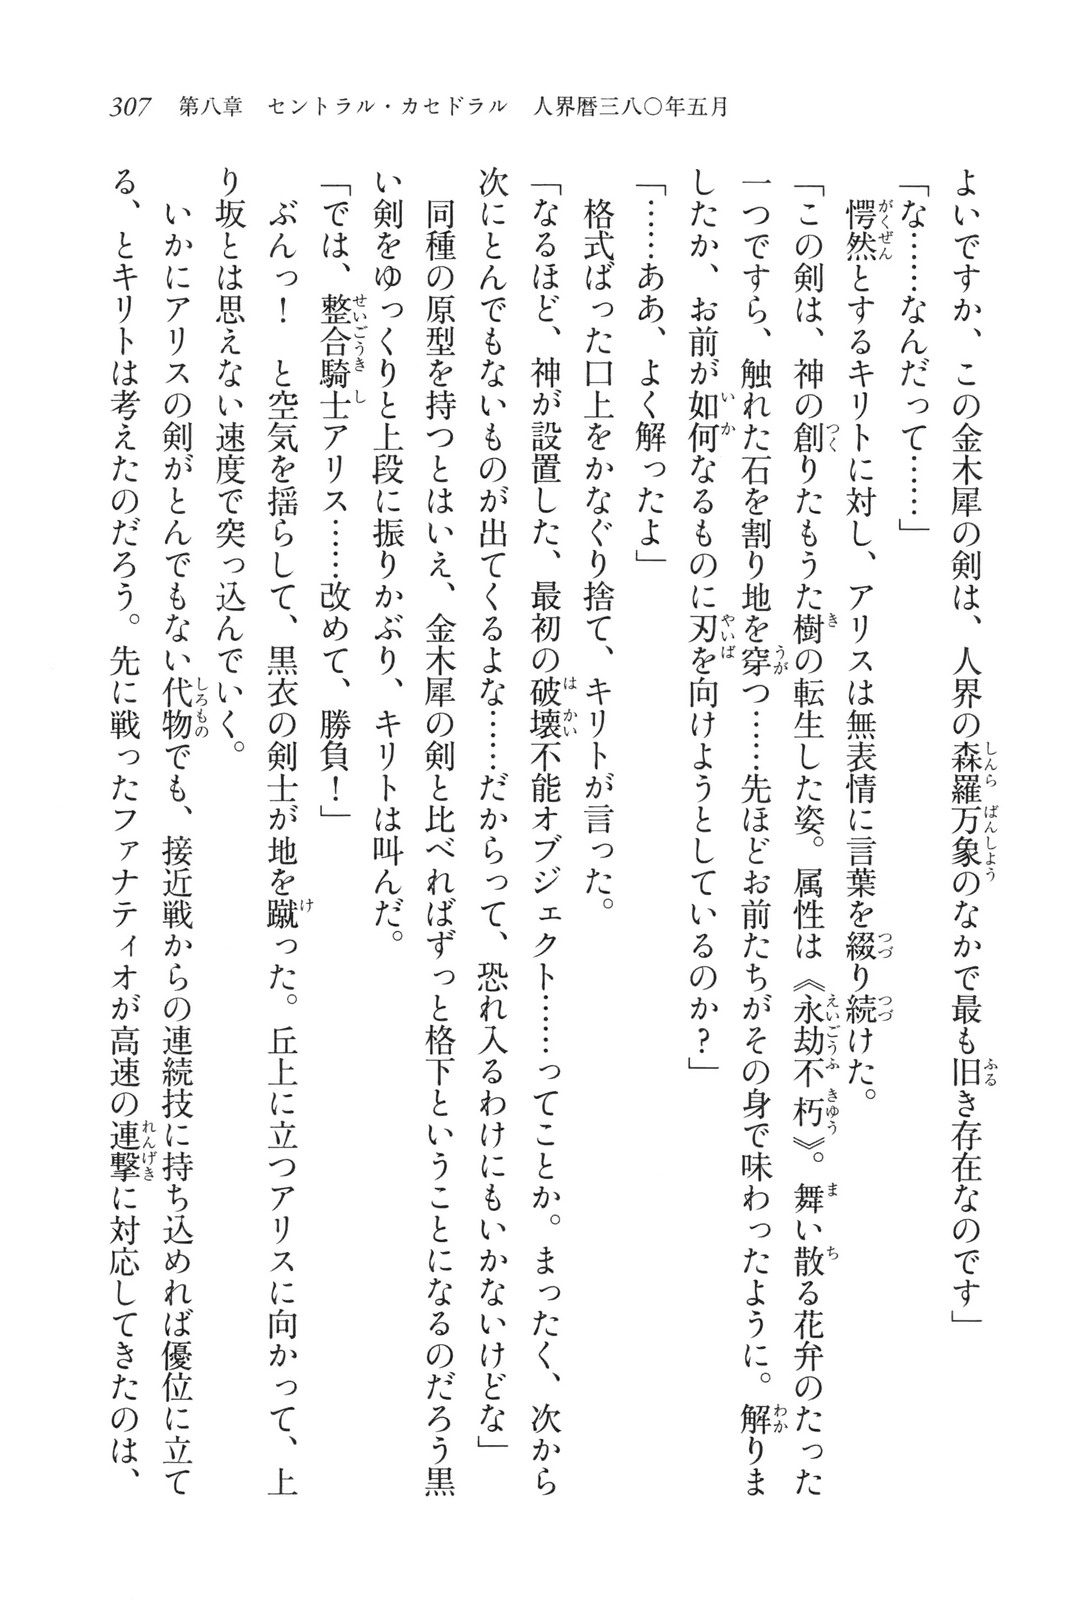 307　第八章　セントラル・カセドラル　人界暦三八〇年五月
よいですか、この金木犀の剣は、人界の森羅万象のなかで最も旧き存在なのです」
「な……なんだって……」
　愕然とするキリトに対し、アリスは無表情に言葉を綴り続けた。
「この剣は、神の創りたもうた樹の転生した姿。属性は《永劫不朽》。舞い散る花弁のたった
一つですら、触れた石を割り地を穿つ……先ほどお前たちがその身で味わったように。解りま
したか、お前が如何なるものに刃を向けようとしているのか？」
「……ああ、よく解ったよ」
　格式ばった口上をかなぐり捨て、キリトが言った。
「なるほど、神が設置した、最初の破壊不能オブジェクト……ってことか。まったく、次から
次にとんでもないものが出てくるよな……だからって、恐れ入るわけにもいかないけどな」
　同種の原型を持つとはいえ、金木犀の剣と比べればずっと格下ということになるのだろう黒
い剣をゆっくりと上段に振りかぶり、キリトは叫んだ。
「では、整合騎士アリス……改めて、勝負！」
　ぶんっ！　と空気を揺らして、黒衣の剣士が地を蹴った。丘上に立つアリスに向かって、上
り坂とは思えない速度で突っ込んでいく。
　いかにアリスの剣がとんでもない代物でも、接近戦からの連続技に持ち込めれば優位に立て
る、とキリトは考えたのだろう。先に戦ったファナティオが高速の連撃に対応してきたのは、